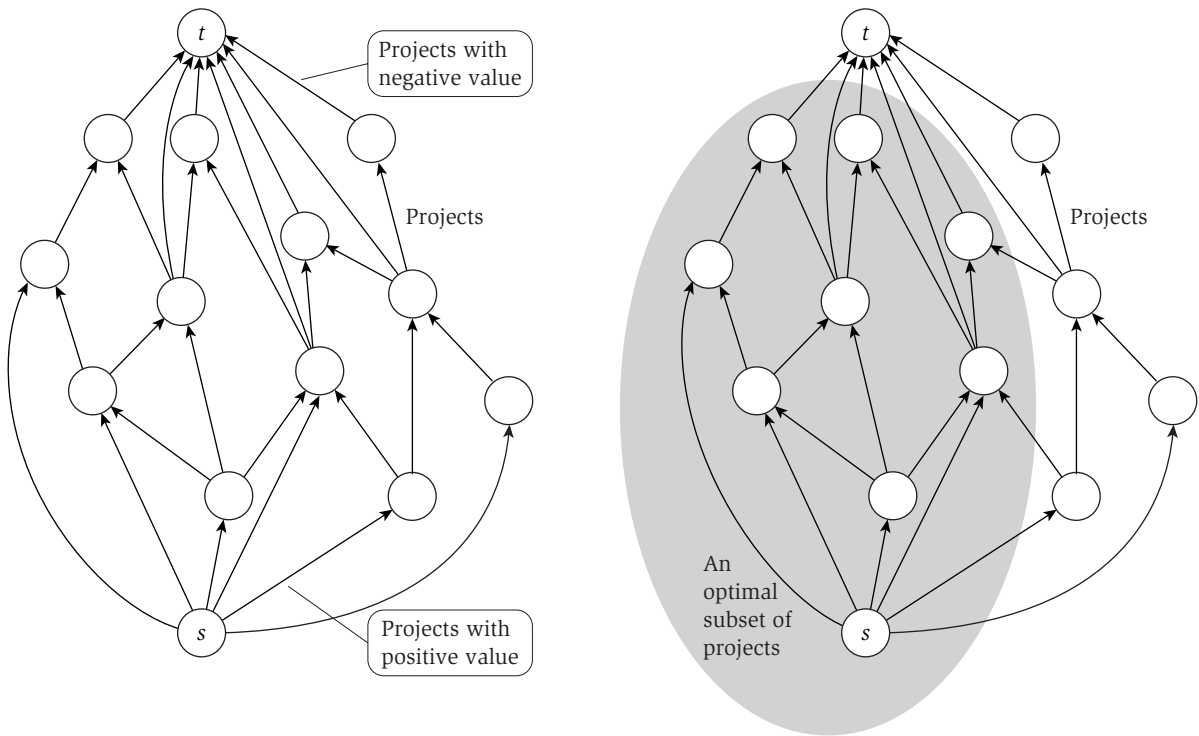 t
Projects with
negative value
Projects
s
Projects with
positive value
t
Projects
An
optimal
subset of
projects
s